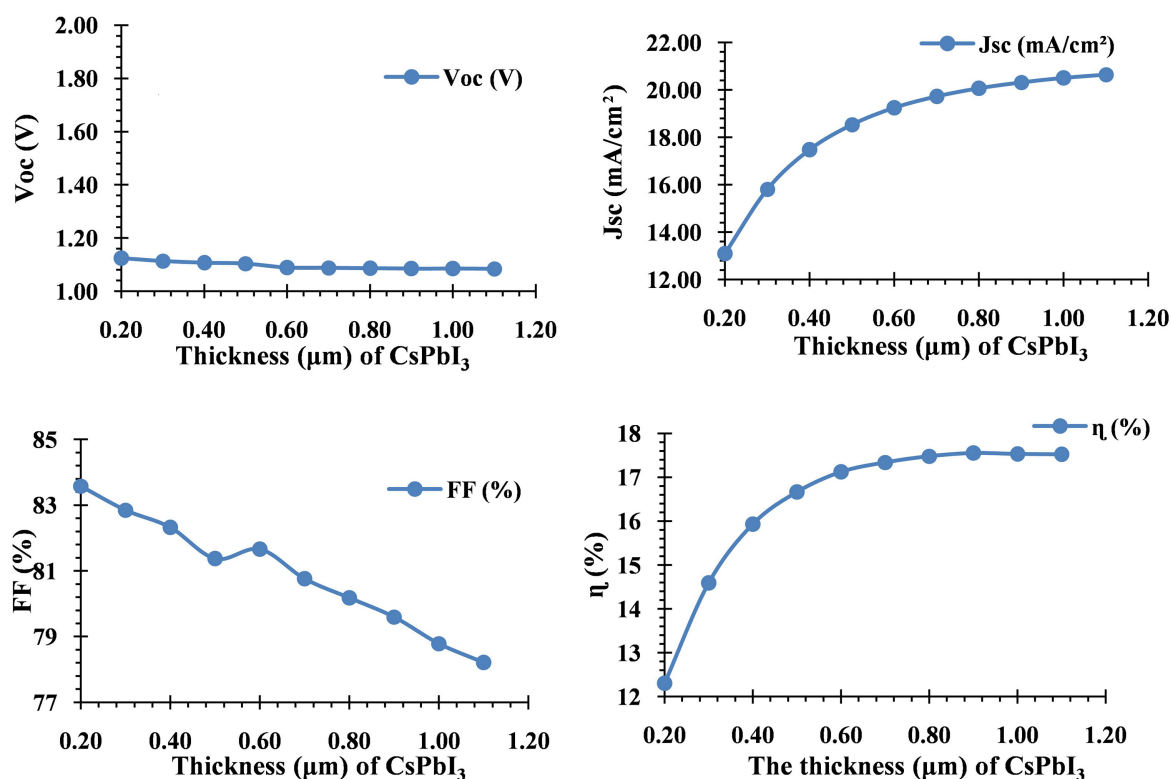 2.00
1.80
1.60
1.40
1.20
1.00
Voc (V)
Voc (V)
0.20 0.40 0.60 0.80 1.00 1.20
Thickness (μm) of CsPbI₃
22.00
20.00
18.00
16.00
14.00
12.00
Jsc (mA/cm²)
Jsc (mA/cm²)
0.20 0.40 0.60 0.80 1.00 1.20
Thickness (μm) of CsPbI₃
85
83
81
79
77
FF (%)
FF (%)
0.20 0.40 0.60 0.80 1.00 1.20
Thickness (μm) of CsPbI₃
18
17
16
15
14
13
12
η (%)
η (%)
0.20 0.40 0.60 0.80 1.00 1.20
The thickness (μm) of CsPbI₃